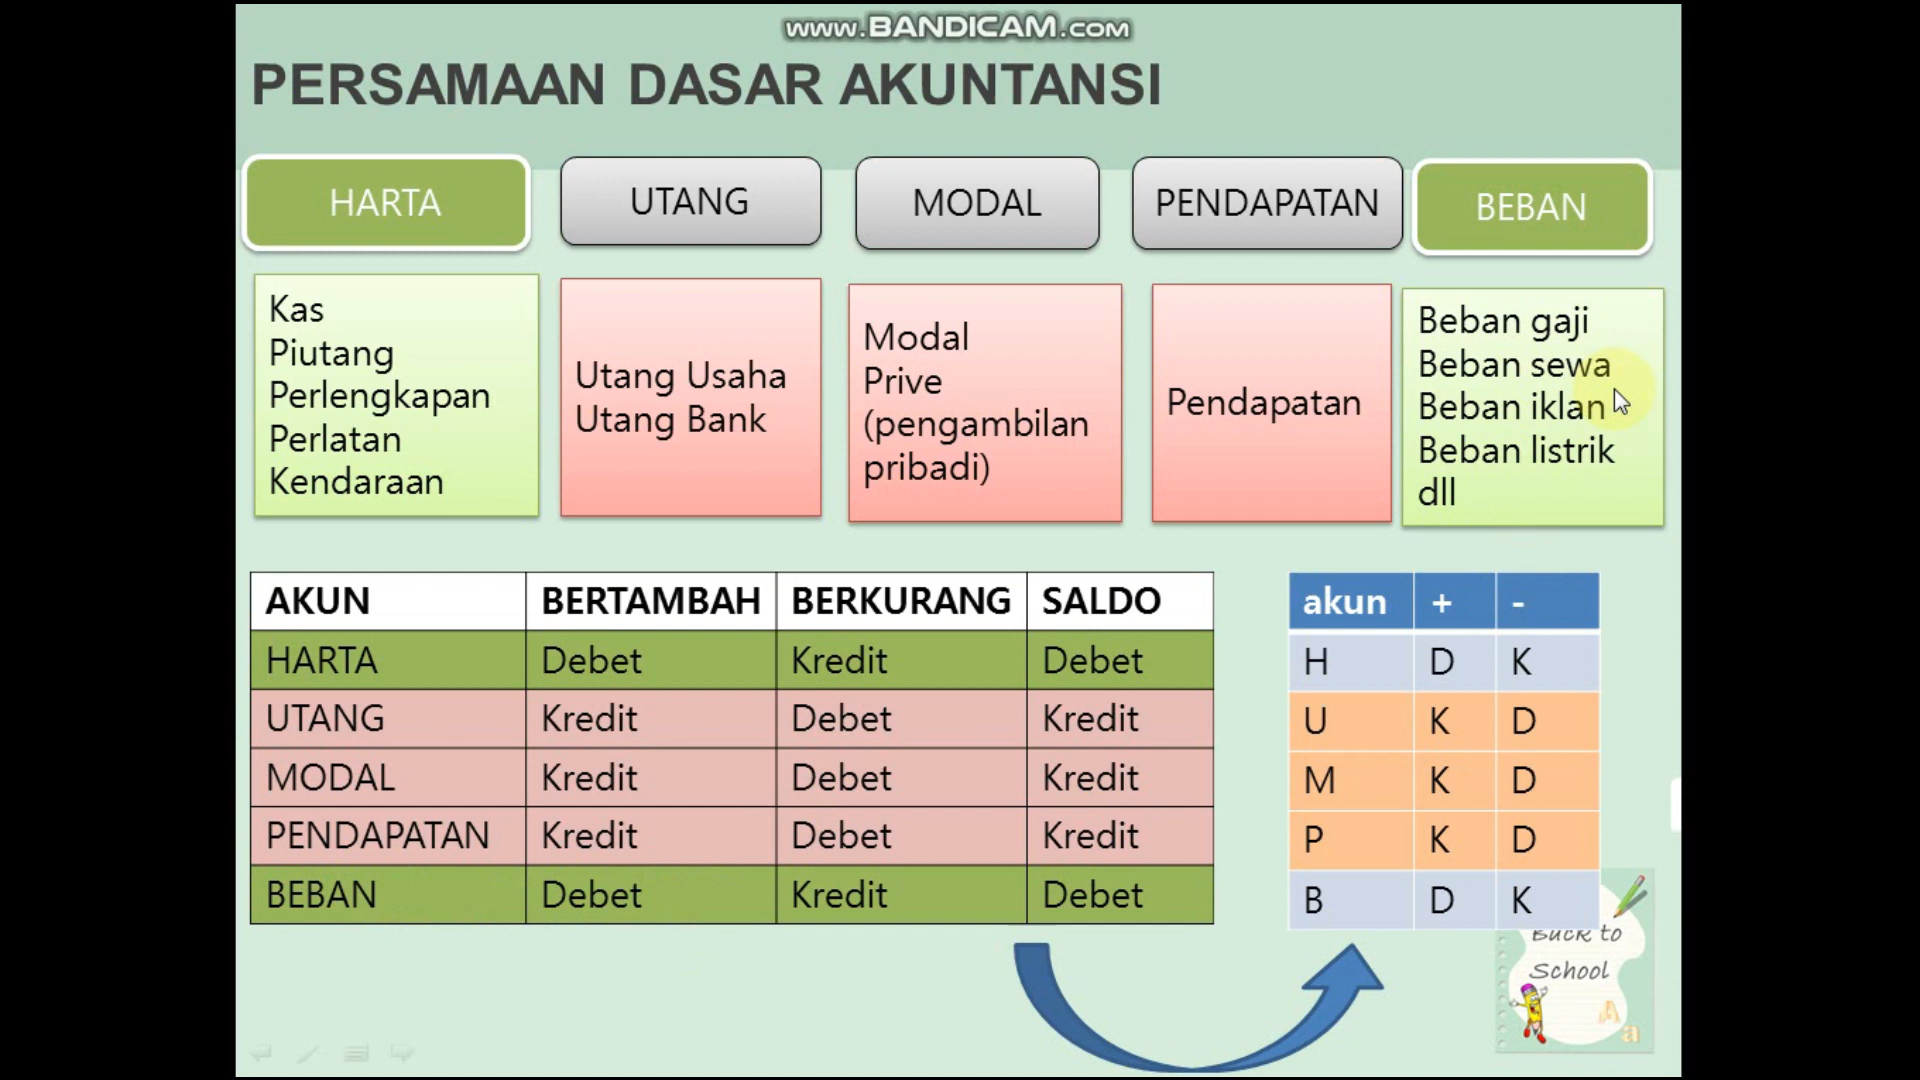 www.BANDICAM.com
PERSAMAAN DASAR AKUNTANSI
HARTA
UTANG
MODAL
PENDAPATAN
BEBAN
Kas
Piutang
Perlengkapan
Perlatan
Kendaraan
Utang Usaha
Utang Bank
Modal
Prive
(pengambilan
pribadi)
Pendapatan
Beban gaji
Beban sewa
Beban iklan
Beban listrik
dll
AKUN BERTAMBAH BERKURANG SALDO
HARTA Debet Kredit Debet
UTANG Kredit Debet Kredit
MODAL Kredit Debet Kredit
PENDAPATAN Kredit Debet Kredit
BEBAN Debet Kredit Debet
akun + -
H D K
U K D
M K D
P K D
B D K
Back to
School
A
a